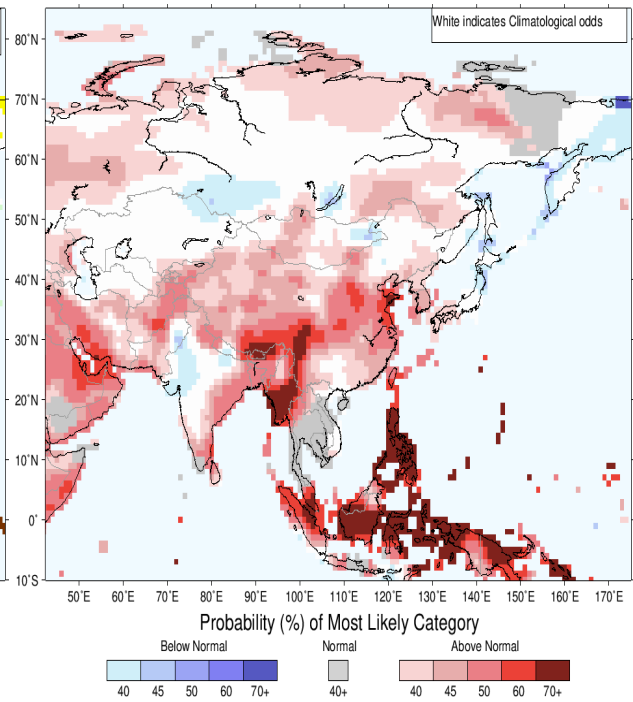 White indicates Climatological odds
80˚N
70˚N
60˚N
50˚N
40˚N
30˚N
20˚N
10˚N
0˚
10˚S
50˚E 60˚E 70˚E 80˚E 90˚E 100˚E 110˚E 120˚E 130˚E 140˚E 150˚E 160˚E 170˚E
Probability (%) of Most Likely Category
Below Normal Normal Above Normal
40 45 50 60 70+ 40+ 40 45 50 60 70+